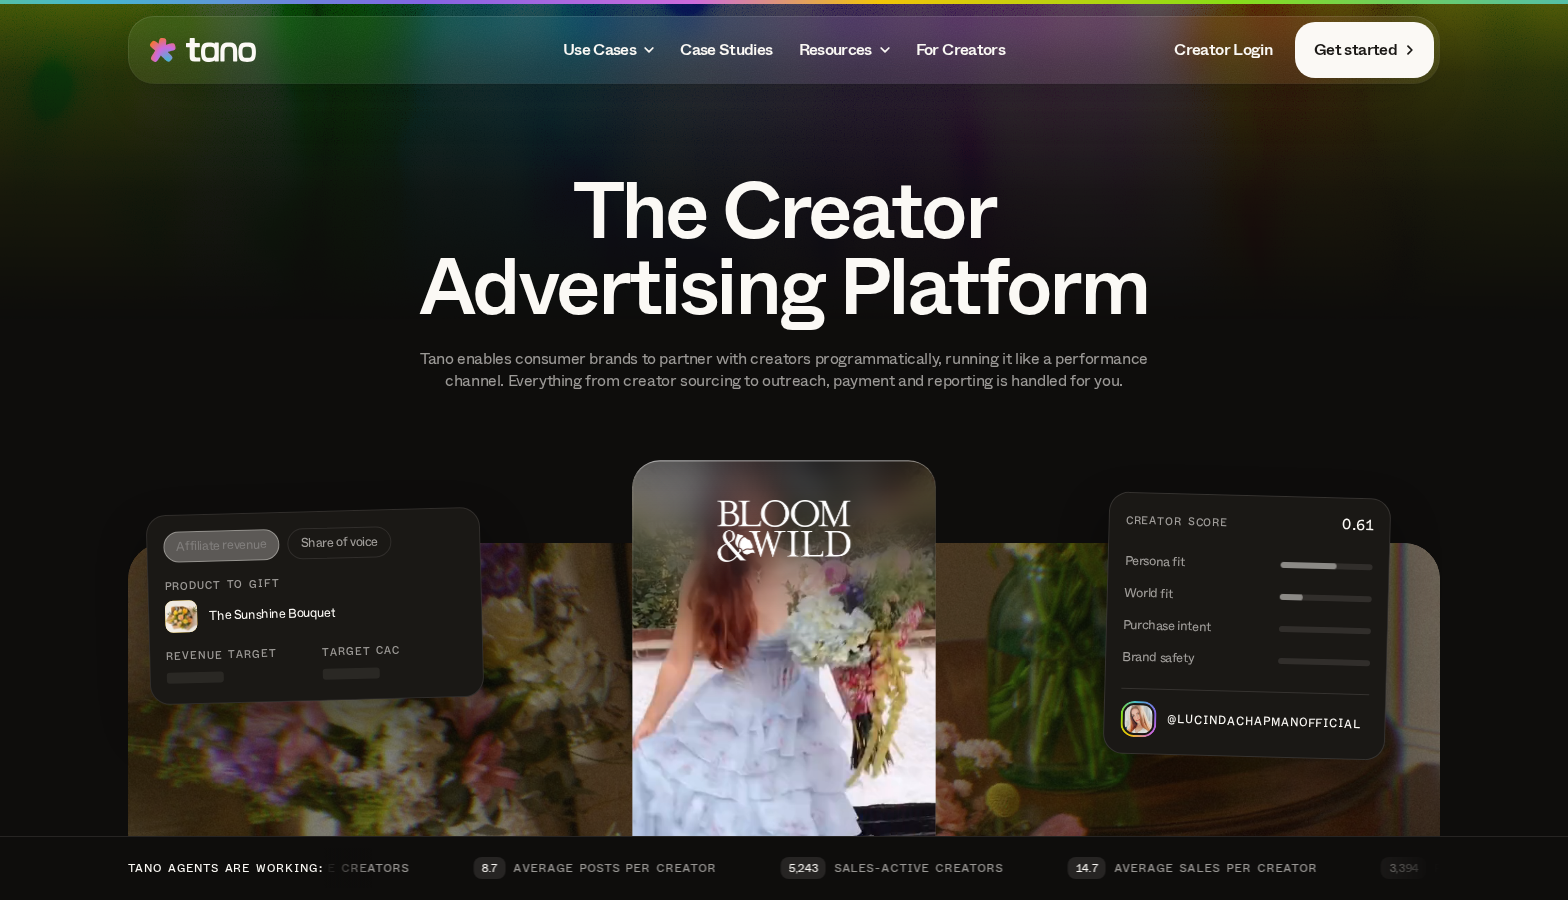 tano
Use Cases
Case Studies
Resources
For Creators
Creator Login
Get started
The Creator
Advertising Platform
Tano enables consumer brands to partner with creators programmatically, running it like a performance
channel. Everything from creator sourcing to outreach, payment and reporting is handled for you.
Affiliate revenue
Share of voice
PRODUCT TO GIFT
The Sunshine Bouquet
REVENUE TARGET
TARGET CAC
BLOOM
&WILD
CREATOR SCORE
0.61
Persona fit
World fit
Purchase intent
Brand safety
@LUCINDACHAPMANOFFICIAL
TANO AGENTS ARE WORKING:
E CREATORS
8.7 AVERAGE POSTS PER CREATOR
5,243 SALES-ACTIVE CREATORS
14.7 AVERAGE SALES PER CREATOR
3,394